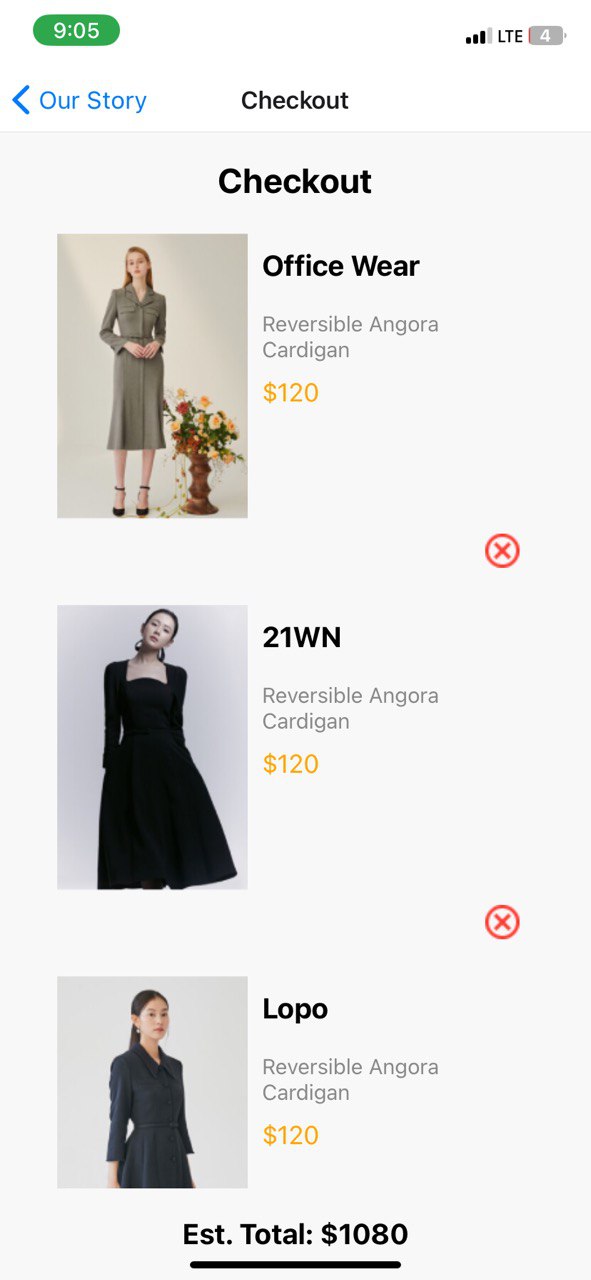 9:05
LTE 4
Our Story
Checkout
Checkout
Office Wear
Reversible Angora
Cardigan
$120
21WN
Reversible Angora
Cardigan
$120
Lopo
Reversible Angora
Cardigan
$120
Est. Total: $1080